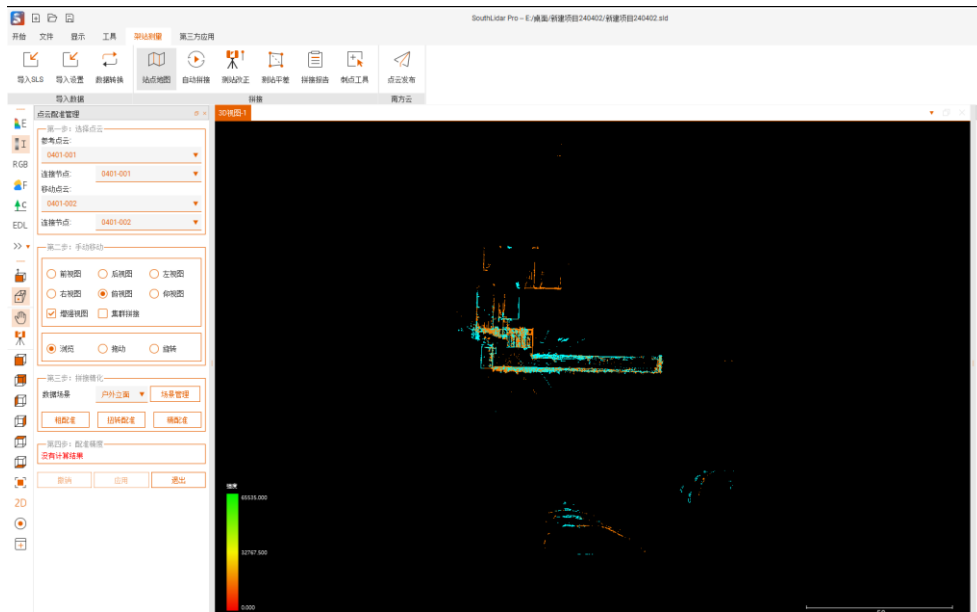 SouthLidar Pro – E:/桌面/新建项目240402/新建项目240402.sld
开始 文件 显示 工具 架站测量 第三方应用
导入SLS 导入设置 数据转换 站点地图 自动拼接 测站改正 测站平差 拼接报告 刺点工具 点云发布
导入数据 拼接 南方云
点云配准管理
3D视图-1
第一步：选择点云
参考点云:
0401-001
连接节点: 0401-001
移动点云:
0401-002
连接节点: 0401-002
第二步：手动移动
前视图 后视图 左视图
右视图 俯视图 仰视图
增强视图 集群拼接
浏览 拖动 旋转
第三步：拼接精化
数据场景 户外立面 场景管理
粗配准 扭转配准 精配准
第四步：配准精度
没有计算结果
撤销 应用 退出
E
I
RGB
F
C
EDL
2D
强度
65535.000
32767.500
0.000